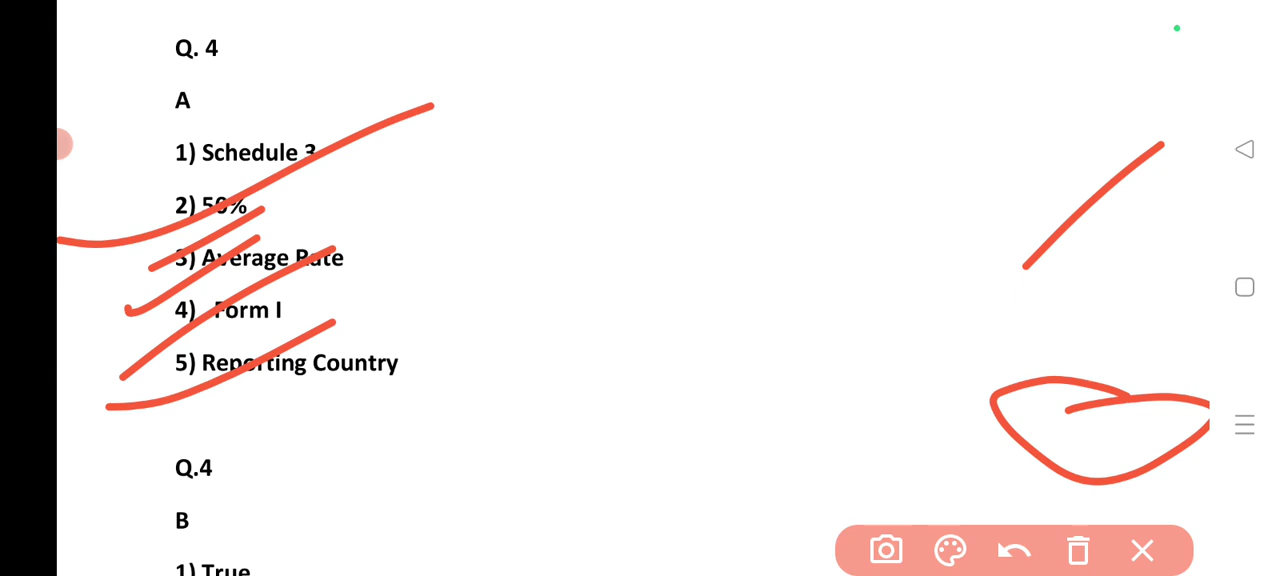 Q. 4
A
1) Schedule 3
2) 50%
3) Average Rate
4) Form I
5) Reporting Country
Q.4
B
1) True